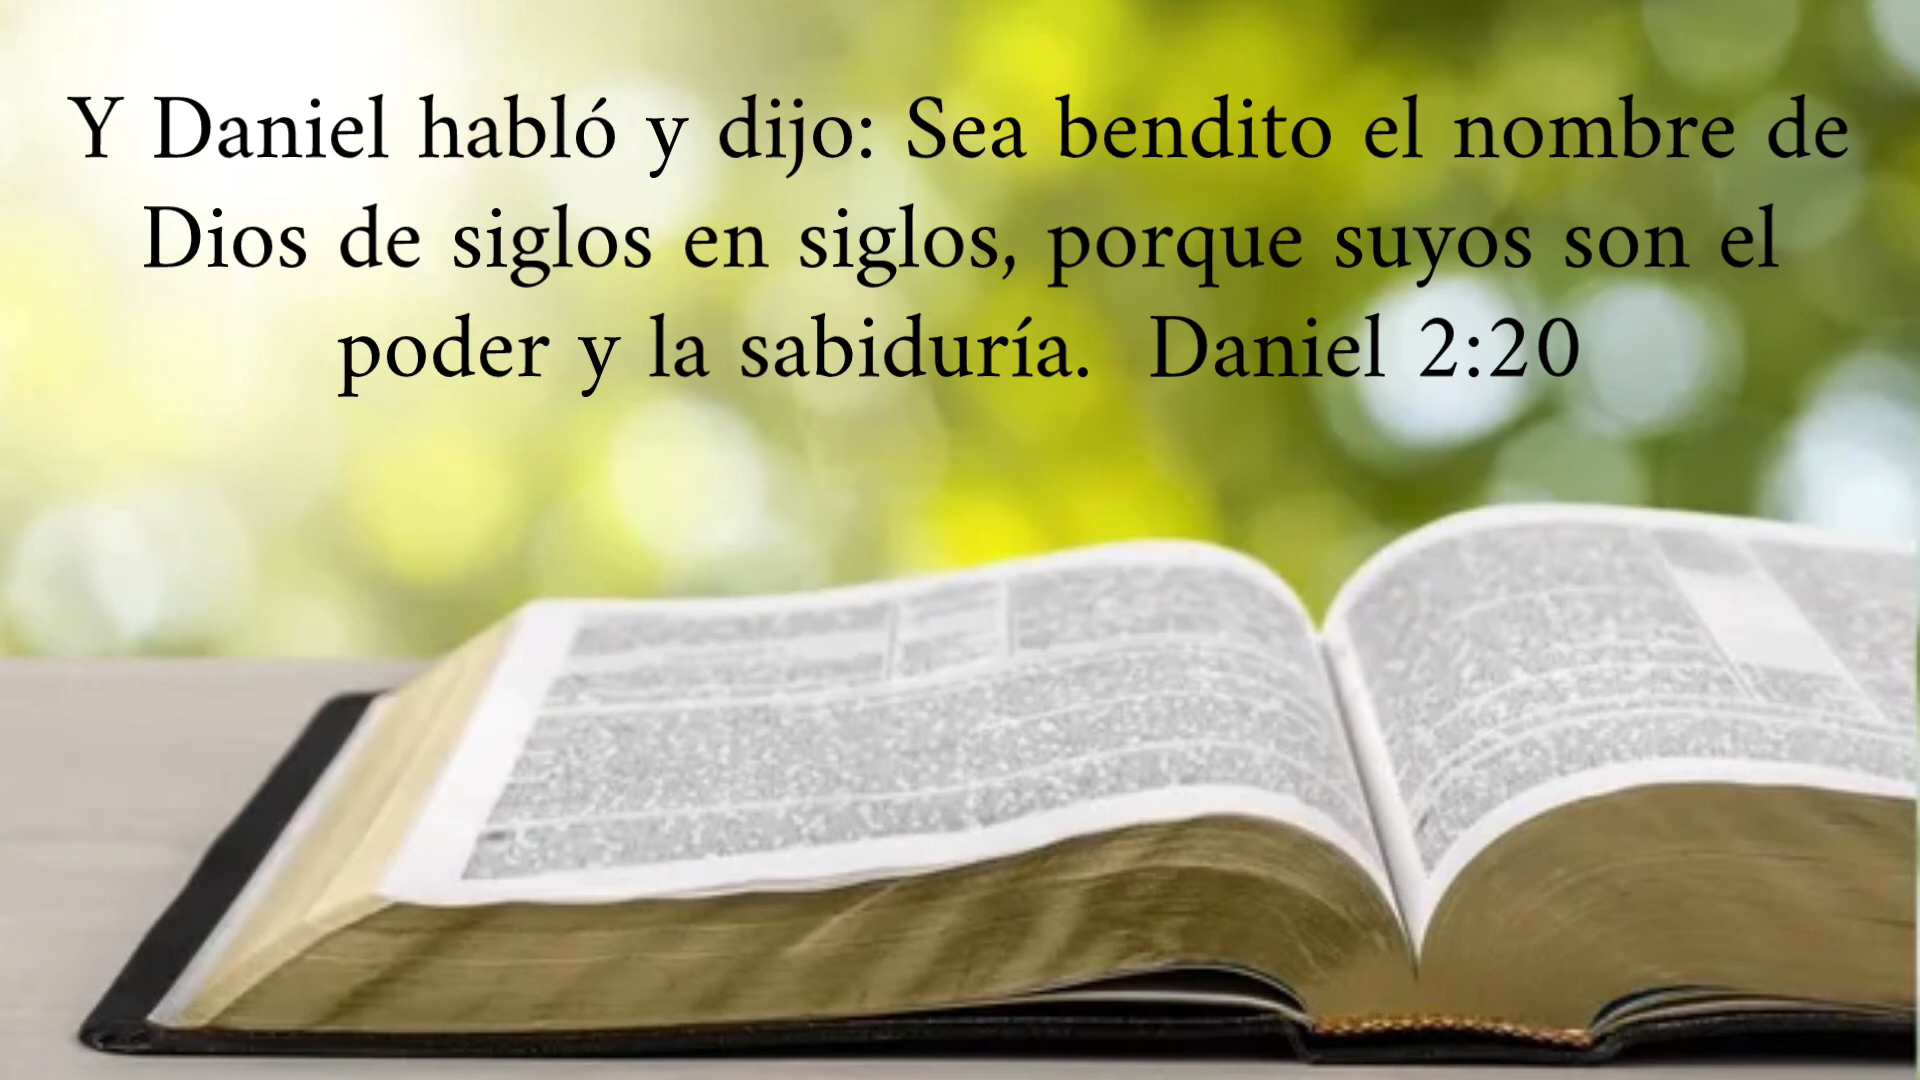 Y Daniel habló y dijo: Sea bendito el nombre de
Dios de siglos en siglos, porque suyos son el
poder y la sabiduría.  Daniel 2:20